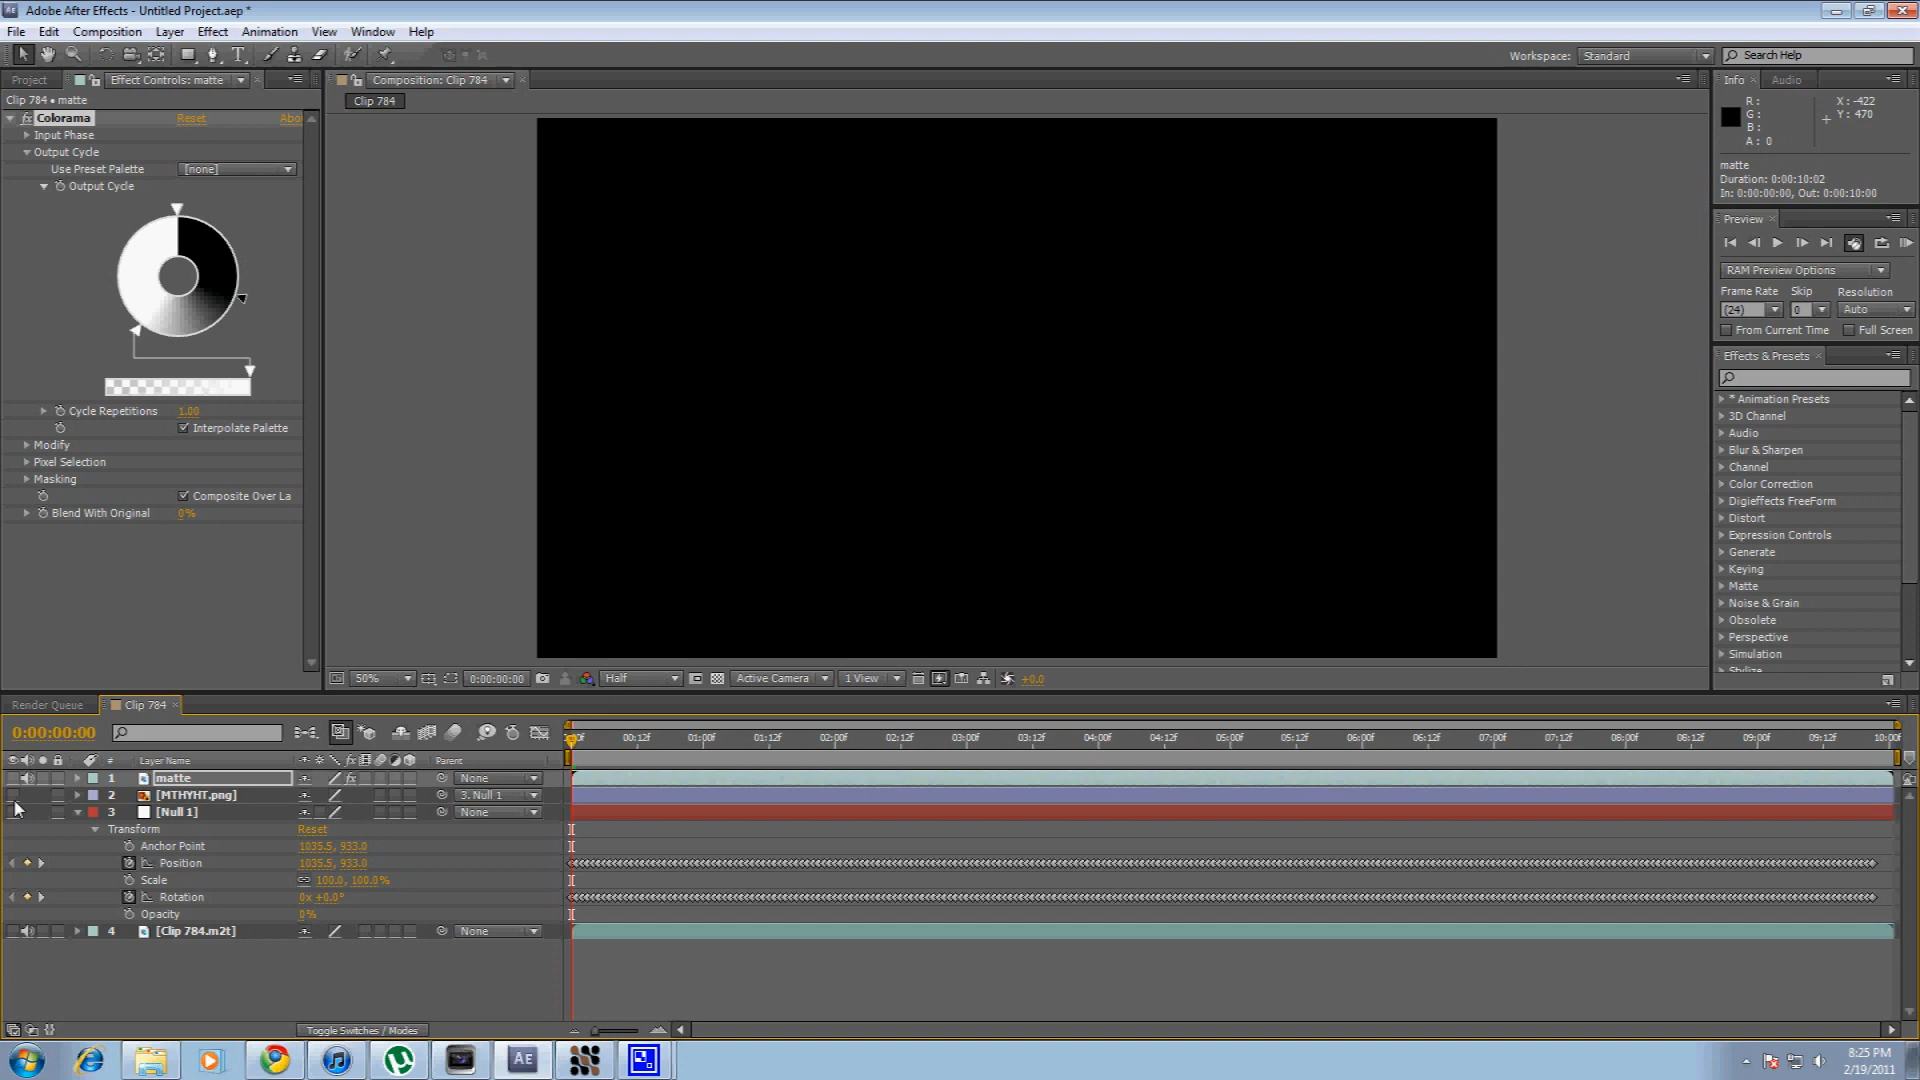 Adobe After Effects - Untitled Project.aep *
File Edit Composition Layer Effect Animation View Window Help
Workspace: Standard Search Help
Project Effect Controls: matte
Clip 784 • matte
fx Colorama Reset Abo
Input Phase
Output Cycle
Use Preset Palette [none]
Output Cycle
Cycle Repetitions 1.00
Interpolate Palette
Modify
Pixel Selection
Masking
Composite Over La
Blend With Original 0%
Composition: Clip 784
Clip 784
50% 0:00:00:00 Half Active Camera 1 View +0.0
Info Audio
R: X: -422
G: Y: 470
B:
A: 0
matte
Duration: 0:00:10:02
In: 0:00:00:00, Out: 0:00:10:00
Preview
RAM Preview Options
Frame Rate Skip Resolution
(24) 0 Auto
From Current Time Full Screen
Effects & Presets
* Animation Presets
3D Channel
Audio
Blur & Sharpen
Channel
Color Correction
Digieffects FreeForm
Distort
Expression Controls
Generate
Keying
Matte
Noise & Grain
Obsolete
Perspective
Simulation
Stylize
Render Queue Clip 784
0:00:00:00
00:12f 01:00f 01:12f 02:00f 02:12f 03:00f 03:12f 04:00f 04:12f 05:00f 05:12f 06:00f 06:12f 07:00f 07:12f 08:00f 08:12f 09:00f 09:12f 10:00f
# Layer Name Parent
1 matte None
2 [MTHYHT.png] 3. Null 1
3 [Null 1] None
Transform Reset
Anchor Point 1035.5, 933.0
Position 1035.5, 933.0
Scale 100.0, 100.0%
Rotation 0x +0.0°
Opacity 0%
4 [Clip 784.m2t] None
Toggle Switches / Modes
AE
8:25 PM
2/19/2011